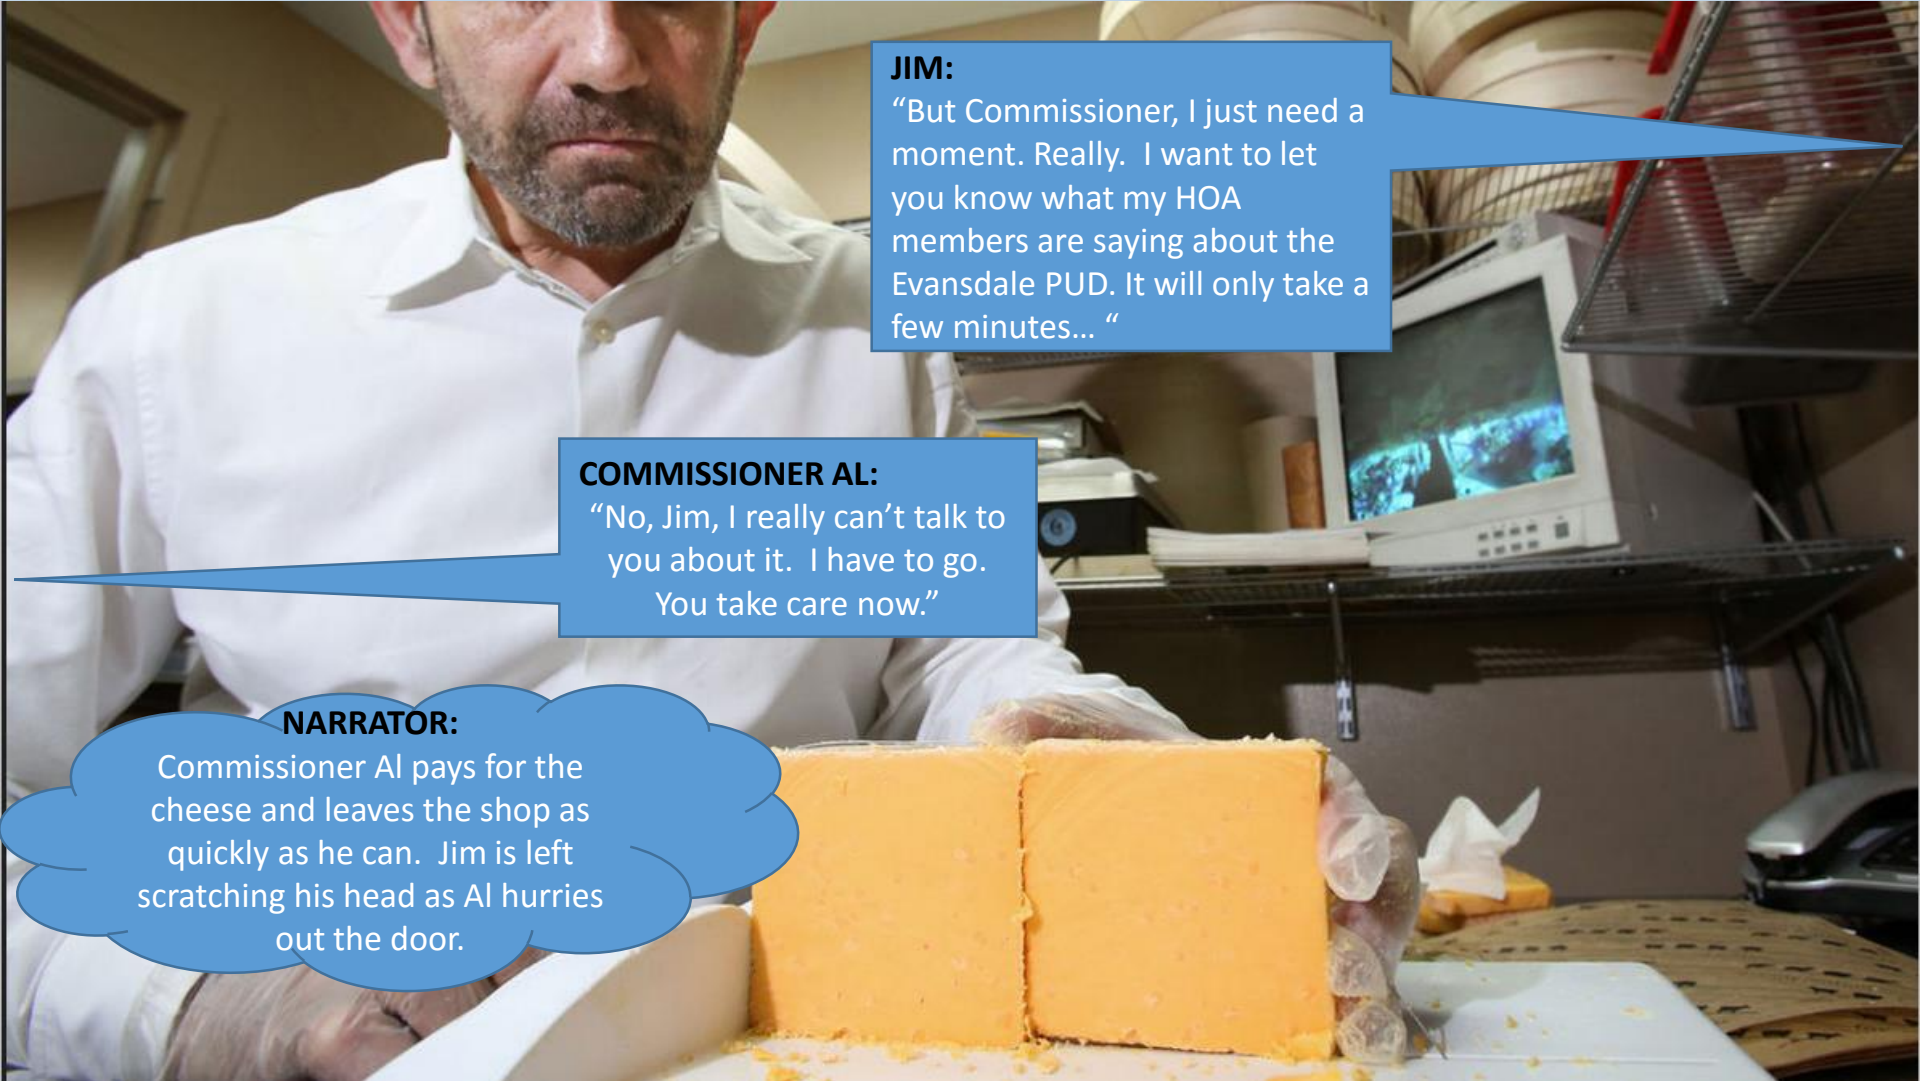 JIM:
“But Commissioner, I just need a
moment. Really.  I want to let
you know what my HOA
members are saying about the
Evansdale PUD. It will only take a
few minutes… “
COMMISSIONER AL:
“No, Jim, I really can’t talk to
you about it.  I have to go.
You take care now.”
NARRATOR:
Commissioner Al pays for the
cheese and leaves the shop as
quickly as he can.  Jim is left
scratching his head as Al hurries
out the door.